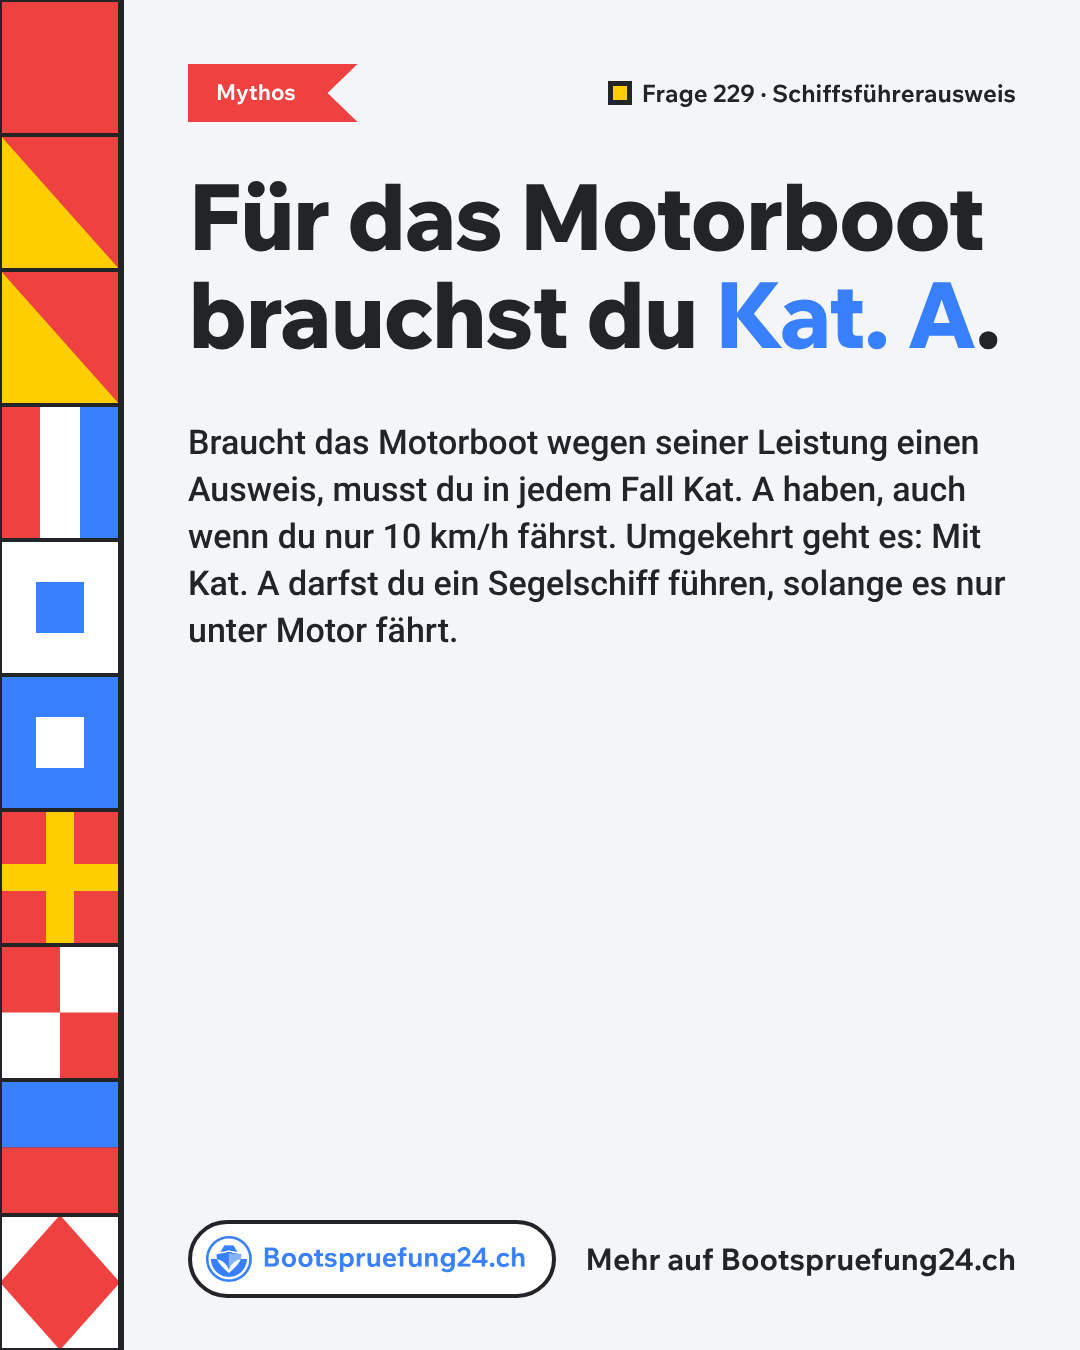 Mythos
Frage 229 · Schiffsführerausweis
Für das Motorboot
brauchst du Kat. A.
Braucht das Motorboot wegen seiner Leistung einen
Ausweis, musst du in jedem Fall Kat. A haben, auch
wenn du nur 10 km/h fährst. Umgekehrt geht es: Mit
Kat. A darfst du ein Segelschiff führen, solange es nur
unter Motor fährt.
Bootspruefung24.ch
Mehr auf Bootspruefung24.ch